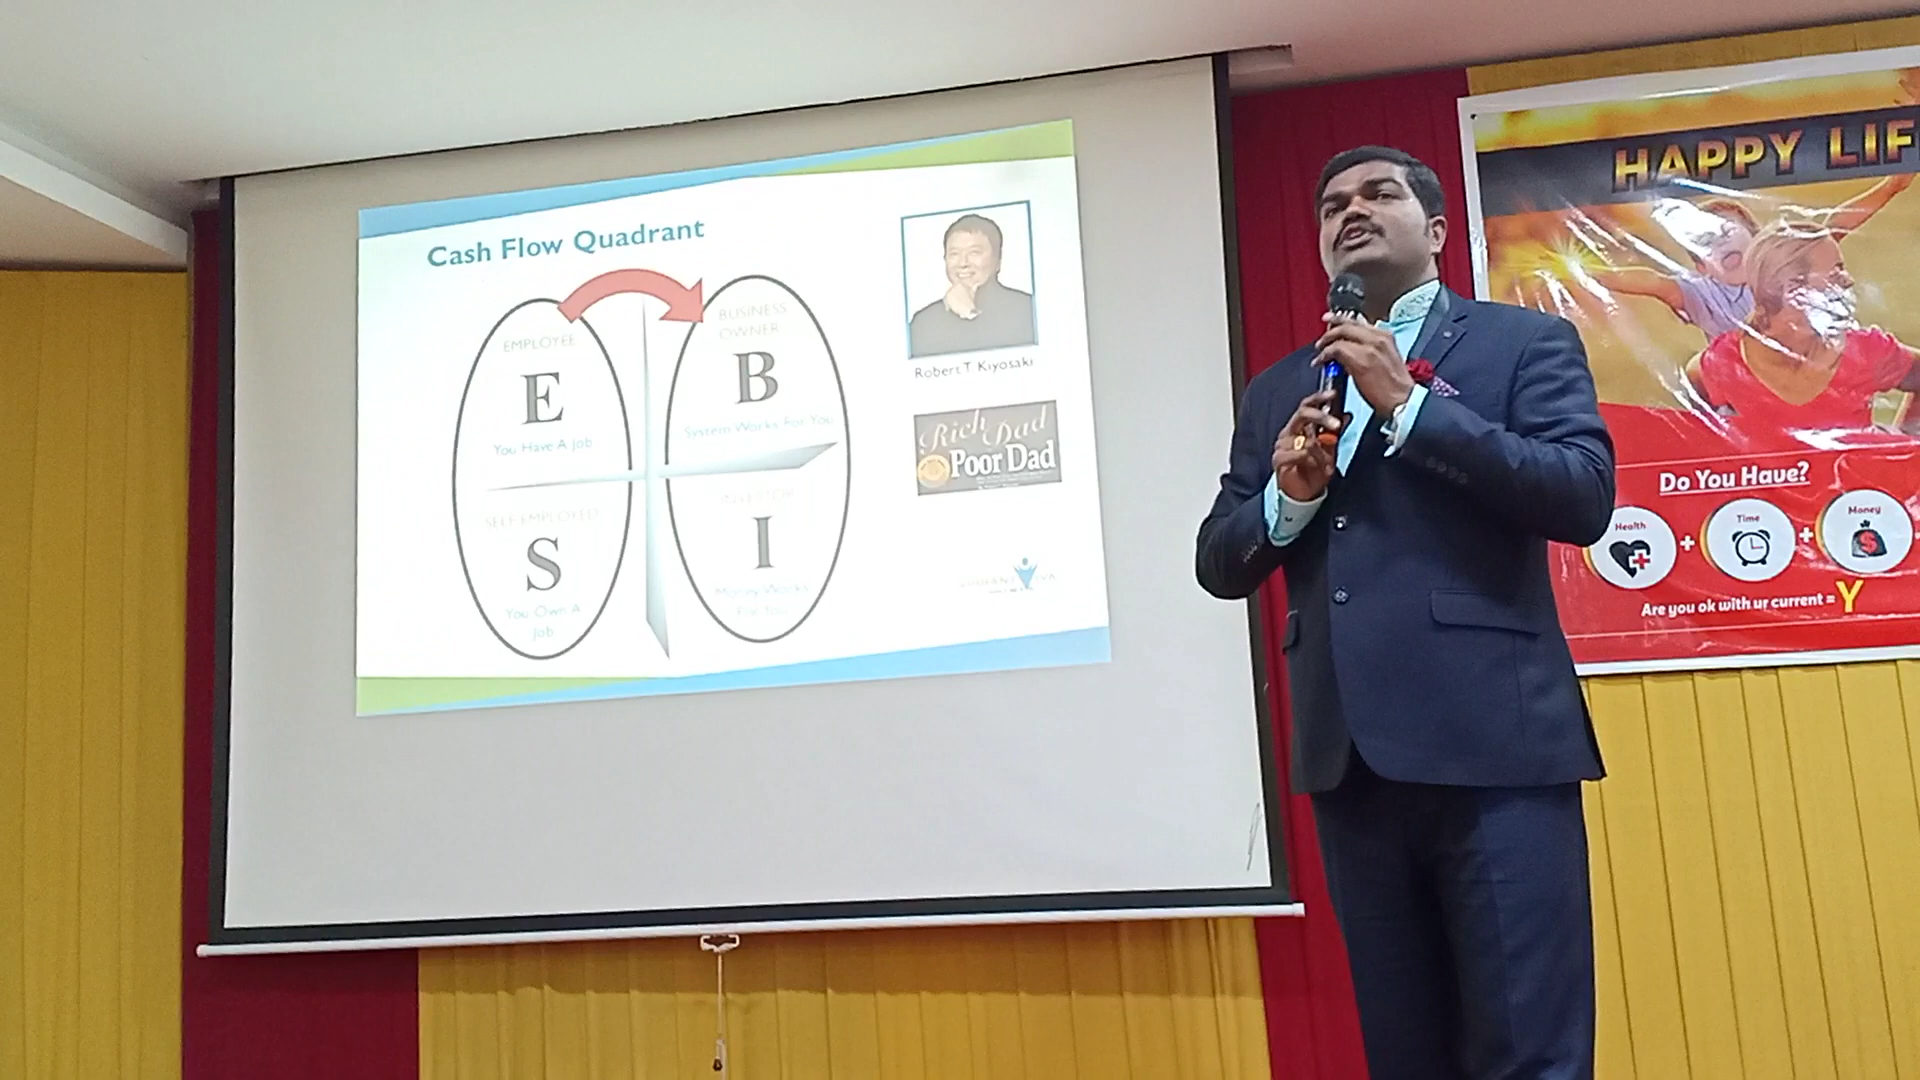 Cash Flow Quadrant
EMPLOYEE
E
You Have A Job
BUSINESS
OWNER
B
System Works For You
SELF EMPLOYED
S
You Own A
Job
INVESTOR
I
Money Works
For You
Robert T Kiyosaki
Rich Dad
Poor Dad
HAPPY LIF
Do You Have?
Health
+
Time
+
Money
Are you ok with ur current = Y